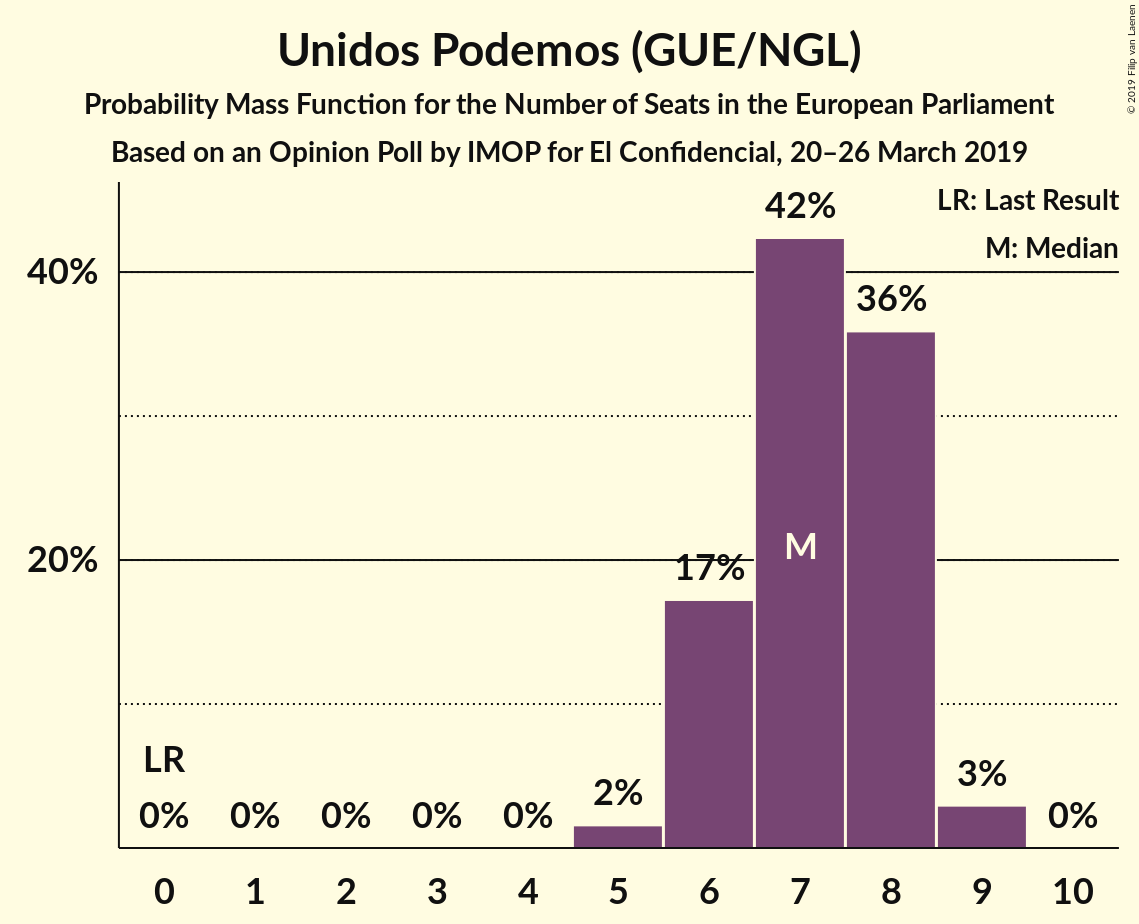 Unidos Podemos (GUE/NGL)
Probability Mass Function for the Number of Seats in the European Parliament
Based on an Opinion Poll by IMOP for El Confidencial, 20–26 March 2019
© 2019 Filip van Laenen
LR: Last Result
M: Median
42%
40%
36%
M
20%
17%
LR
3%
2%
0% 0% 0% 0% 0% 0%
0 1 2 3 4 5 6 7 8 9 10